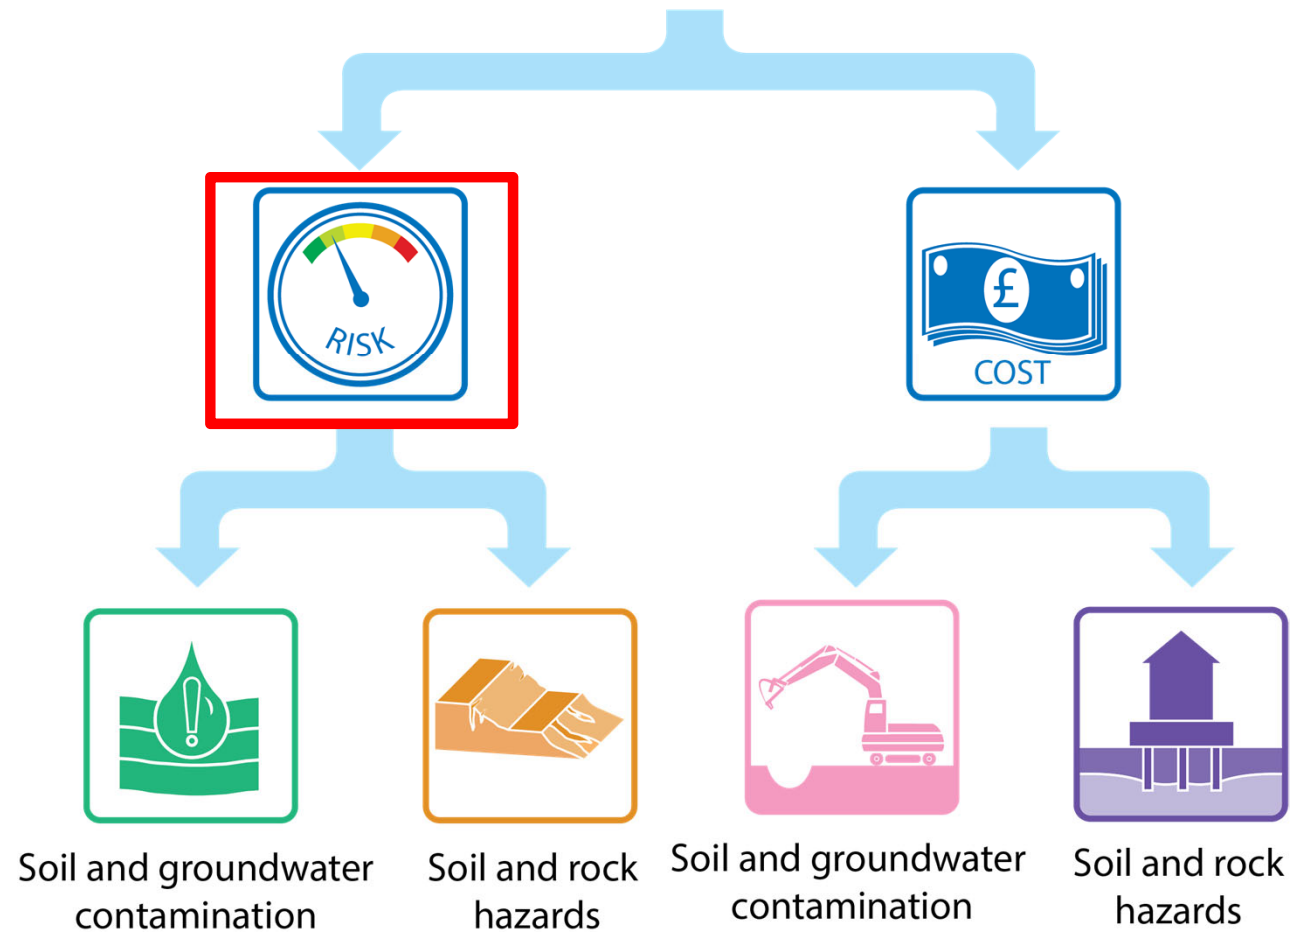 RISK
£
COST
Soil and groundwater
contamination
Soil and rock
hazards
Soil and groundwater
contamination
Soil and rock
hazards